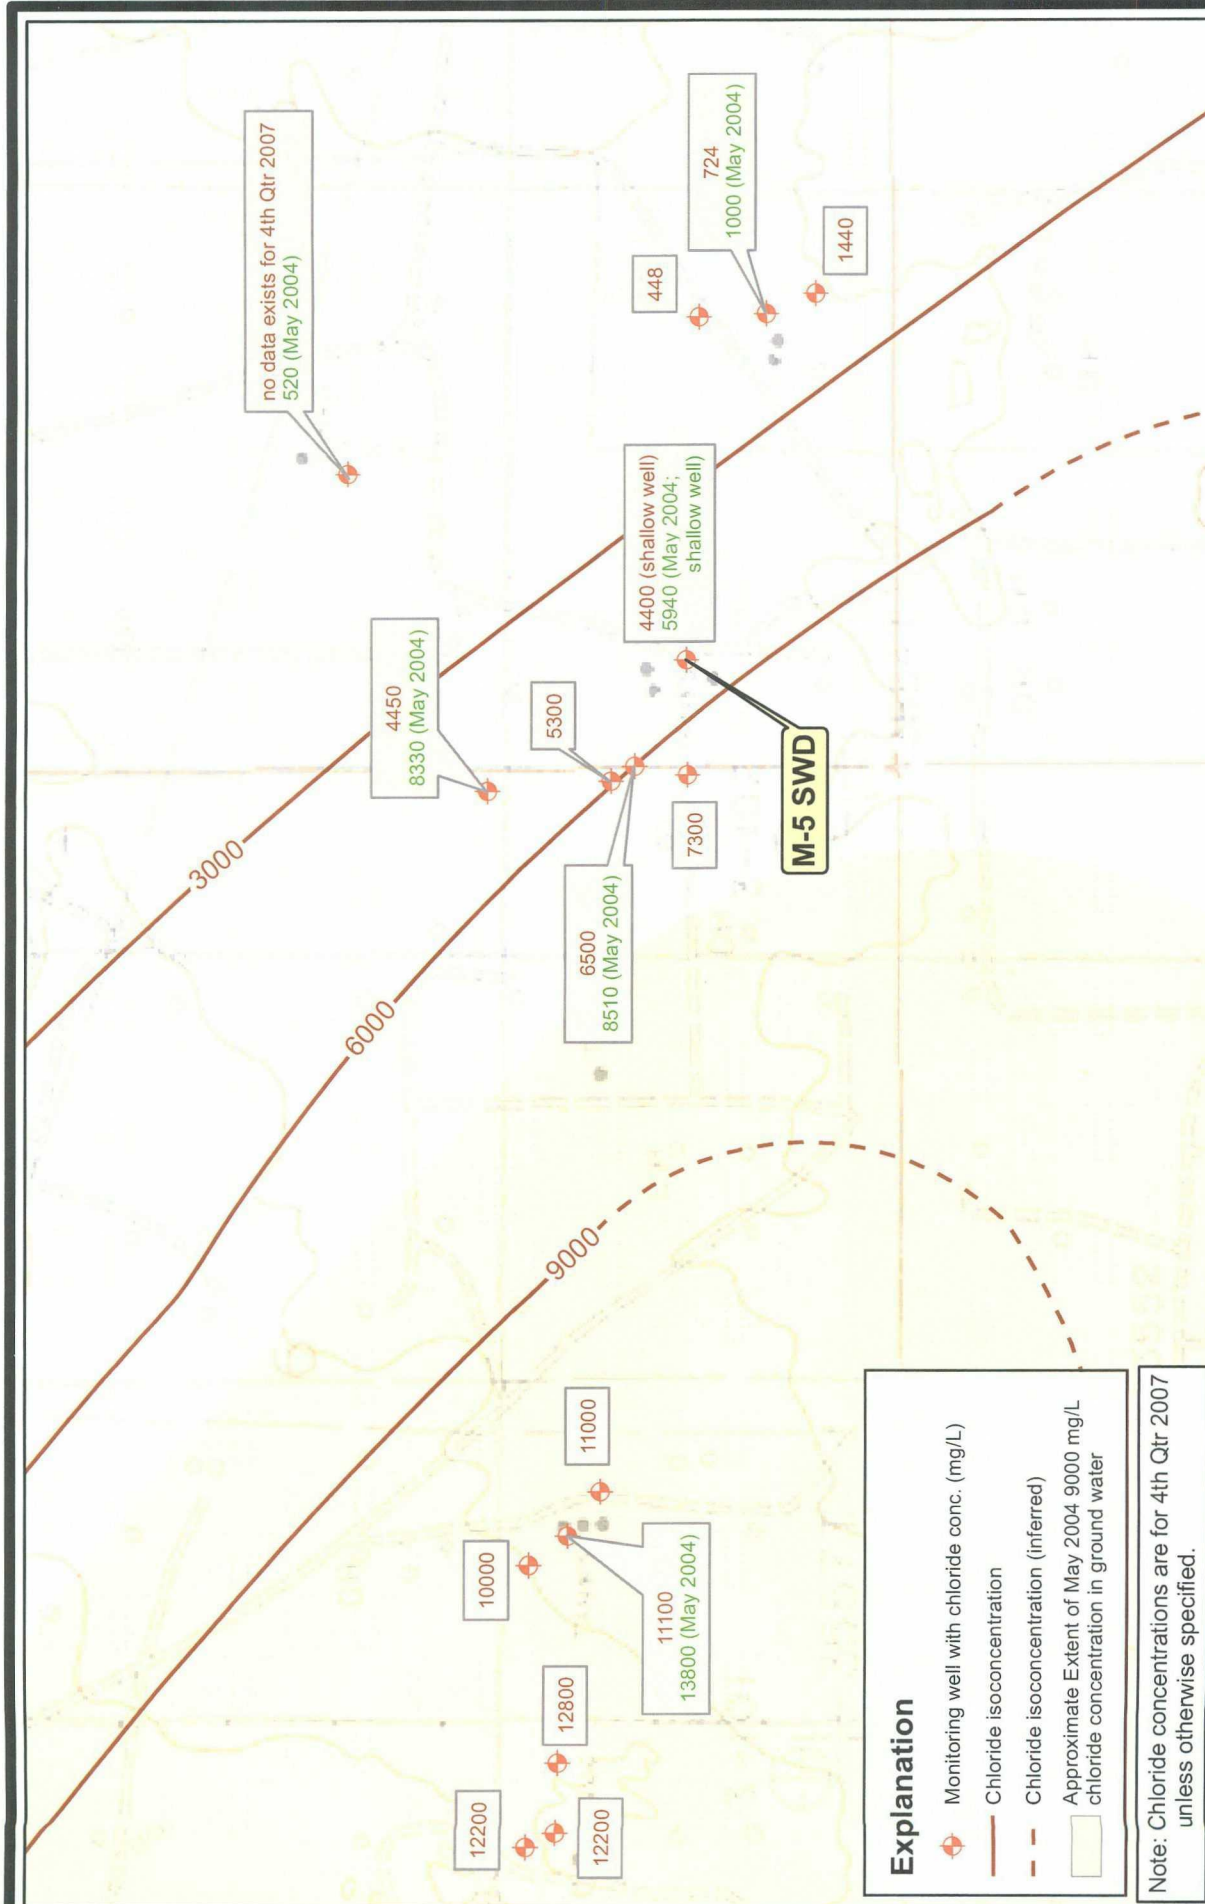 no data exists for 4th Qtr 2007
520 (May 2004)
3000
4450
8330 (May 2004)
448
724
1000 (May 2004)
1440
6000
5300
4400 (shallow well)
5940 (May 2004;
shallow well)
6500
8510 (May 2004)
7300
M-5 SWD
9000
12200
12800
10000
11000
12200
11100
13800 (May 2004)
Explanation
Monitoring well with chloride conc. (mg/L)
Chloride isoconcentration
Chloride isoconcentration (inferred)
Approximate Extent of May 2004 9000 mg/L
chloride concentration in ground water
Note: Chloride concentrations are for 4th Qtr 2007
unless otherwise specified.